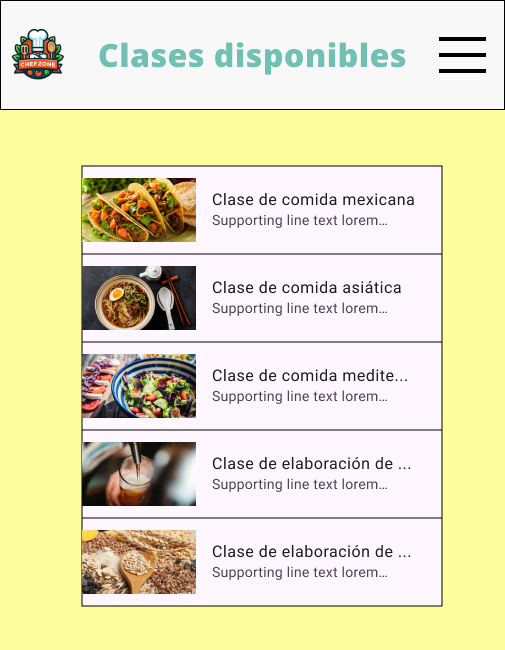 CHEFZONE
Clases disponibles
Clase de comida mexicana
Supporting line text lorem...
Clase de comida asiática
Supporting line text lorem...
Clase de comida medite...
Supporting line text lorem...
Clase de elaboración de ...
Supporting line text lorem...
Clase de elaboración de ...
Supporting line text lorem...